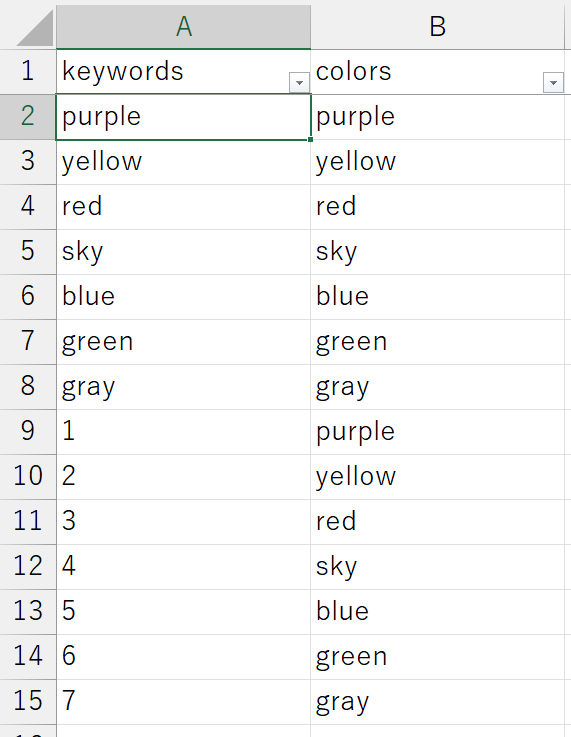 A B
1 keywords colors
2 purple purple
3 yellow yellow
4 red red
5 sky sky
6 blue blue
7 green green
8 gray gray
9 1 purple
10 2 yellow
11 3 red
12 4 sky
13 5 blue
14 6 green
15 7 gray